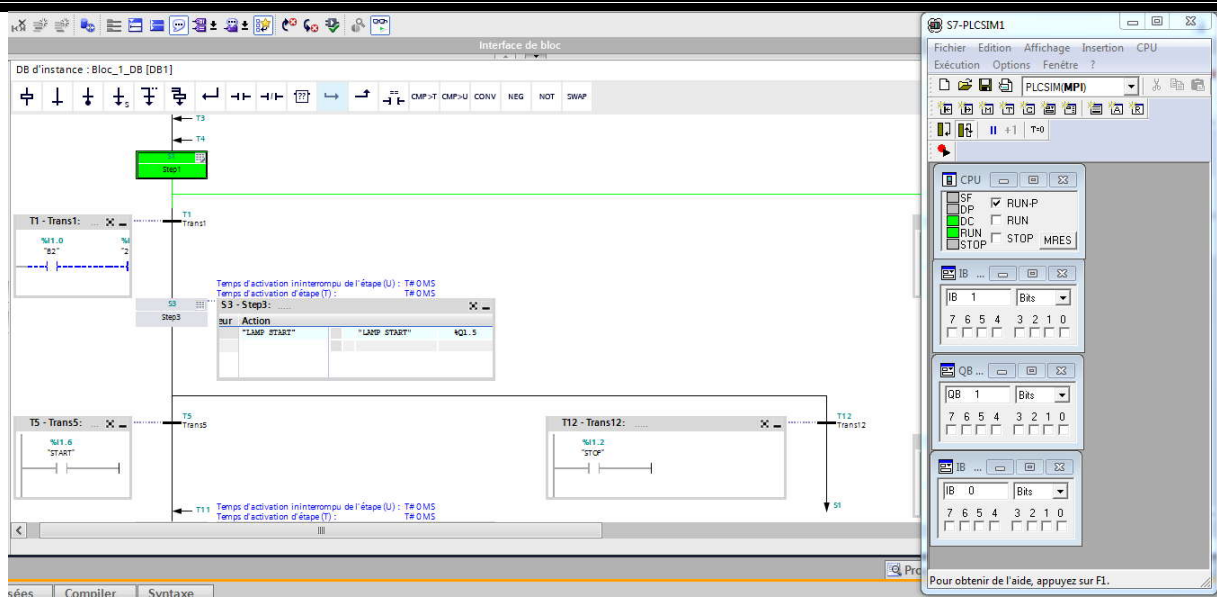 Interface de bloc
DB d'instance : Bloc_1_DB [DB1]
CMP>T CMP>U CONV NEG NOT SWAP
T3
T4
S1
Step1
T1 - Trans1: .....
T1
Trans1
%I1.0
"B2"
Temps d'activation ininterrompu de l'étape (U) : T#0MS
Temps d'activation d'étape (T) : T#0MS
S3
Step3
S3 - Step3: .....
eur Action
"LAMP START" "LAMP START" %Q1.5
T5 - Trans5: .....
T5
Trans5
%I1.6
"START"
T12 - Trans12: .....
T12
Trans12
%I1.2
"STOP"
T11
Temps d'activation ininterrompu de l'étape (U) : T#0MS
Temps d'activation d'étape (T) : T#0MS
S1
Pro
sées Compiler Syntaxe
S7-PLCSIM1
Fichier Edition Affichage Insertion CPU
Exécution Options Fenêtre ?
PLCSIM(MPI)
+1 T=0
CPU
SF
DP
DC
RUN
STOP
RUN-P
RUN
STOP MRES
IB ...
IB 1 Bits
7 6 5 4 3 2 1 0
QB ...
QB 1 Bits
7 6 5 4 3 2 1 0
IB ...
IB 0 Bits
7 6 5 4 3 2 1 0
Pour obtenir de l'aide, appuyez sur F1.